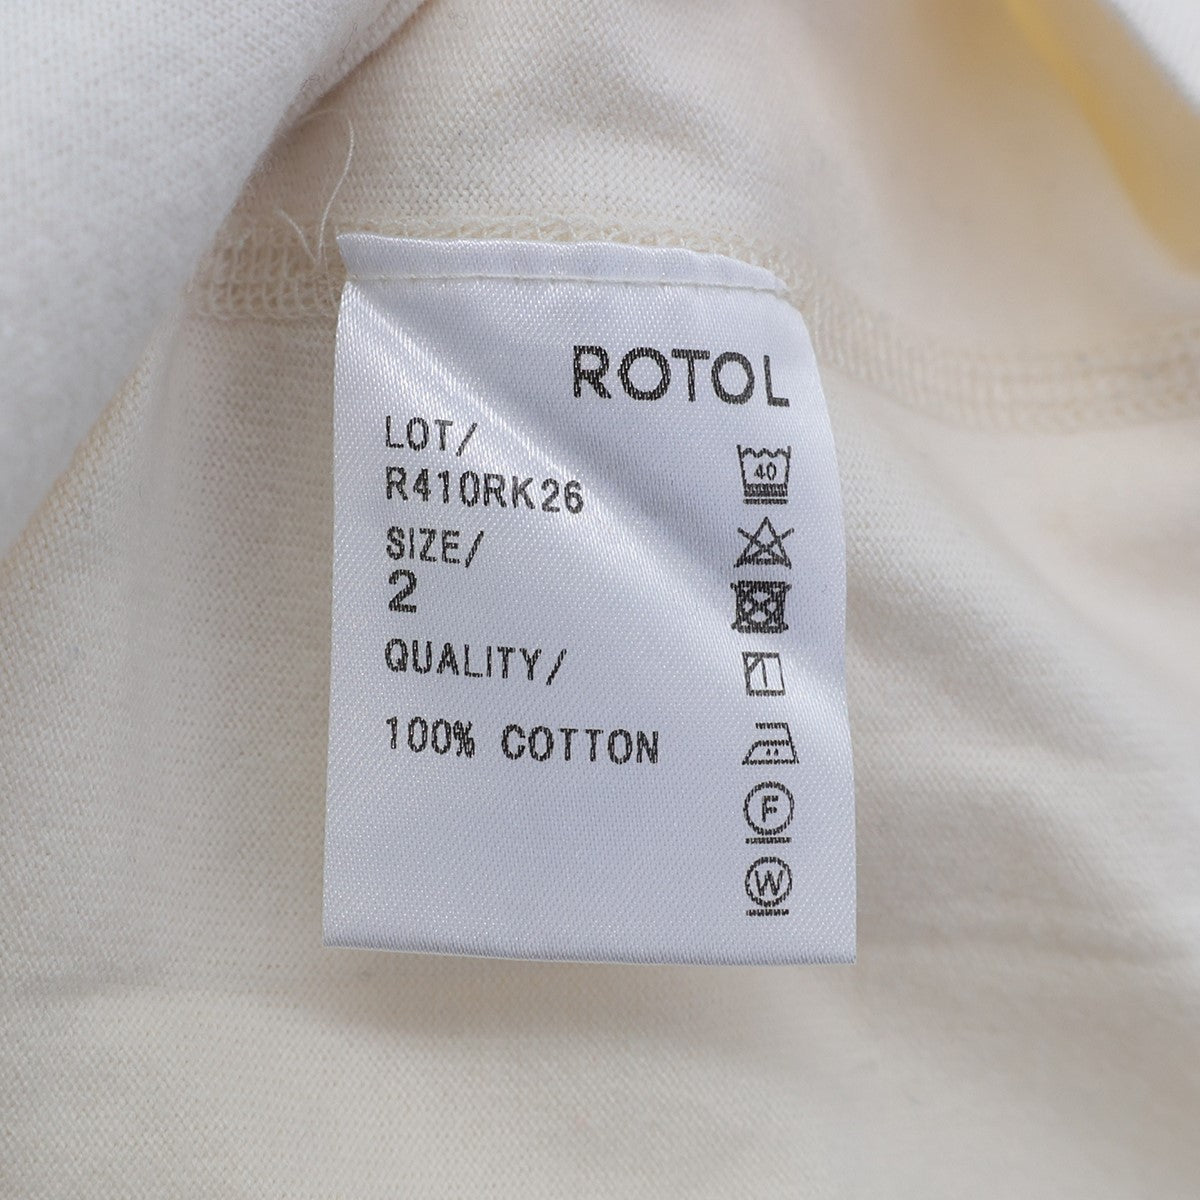 ROTOL
LOT/
R410RK26
SIZE/
2
QUALITY/
100% COTTON
40
F
W